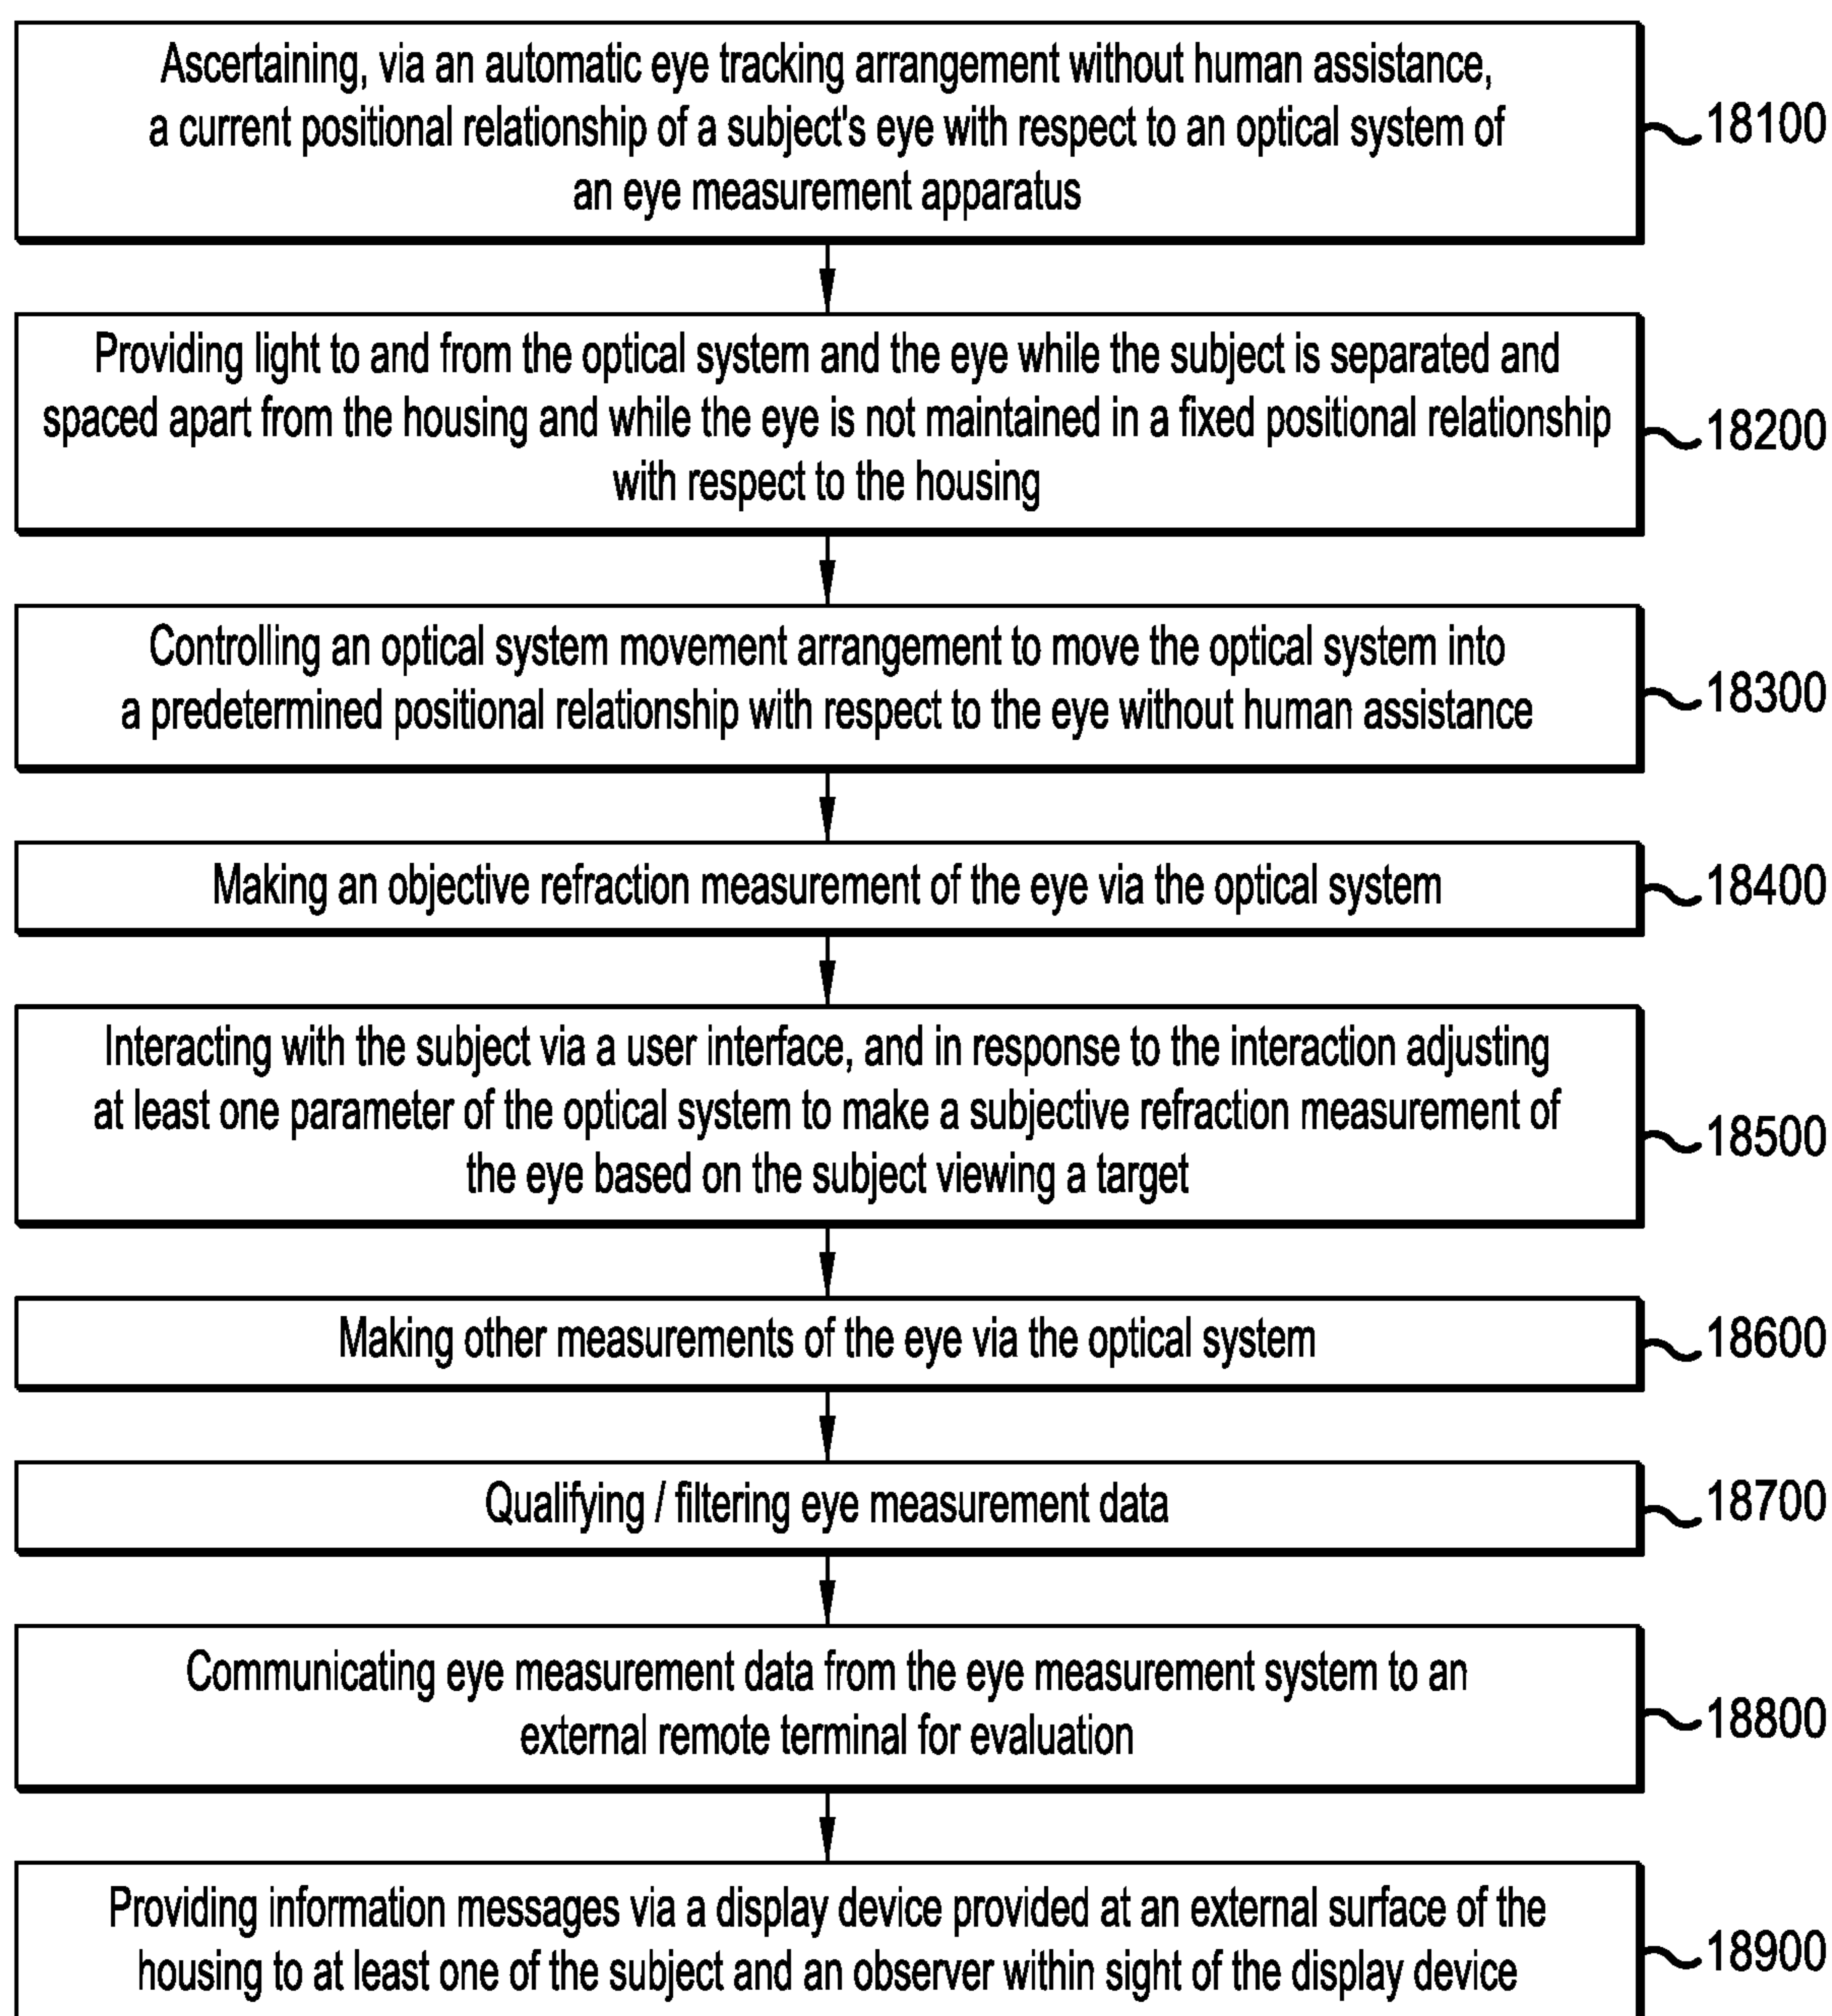 Ascertaining, via an automatic eye tracking arrangement without human assistance,
a current positional relationship of a subject's eye with respect to an optical system of
an eye measurement apparatus
18100
Providing light to and from the optical system and the eye while the subject is separated and
spaced apart from the housing and while the eye is not maintained in a fixed positional relationship
with respect to the housing
18200
Controlling an optical system movement arrangement to move the optical system into
a predetermined positional relationship with respect to the eye without human assistance
18300
Making an objective refraction measurement of the eye via the optical system
18400
Interacting with the subject via a user interface, and in response to the interaction adjusting
at least one parameter of the optical system to make a subjective refraction measurement of
the eye based on the subject viewing a target
18500
Making other measurements of the eye via the optical system
18600
Qualifying / filtering eye measurement data
18700
Communicating eye measurement data from the eye measurement system to an
external remote terminal for evaluation
18800
Providing information messages via a display device provided at an external surface of the
housing to at least one of the subject and an observer within sight of the display device
18900